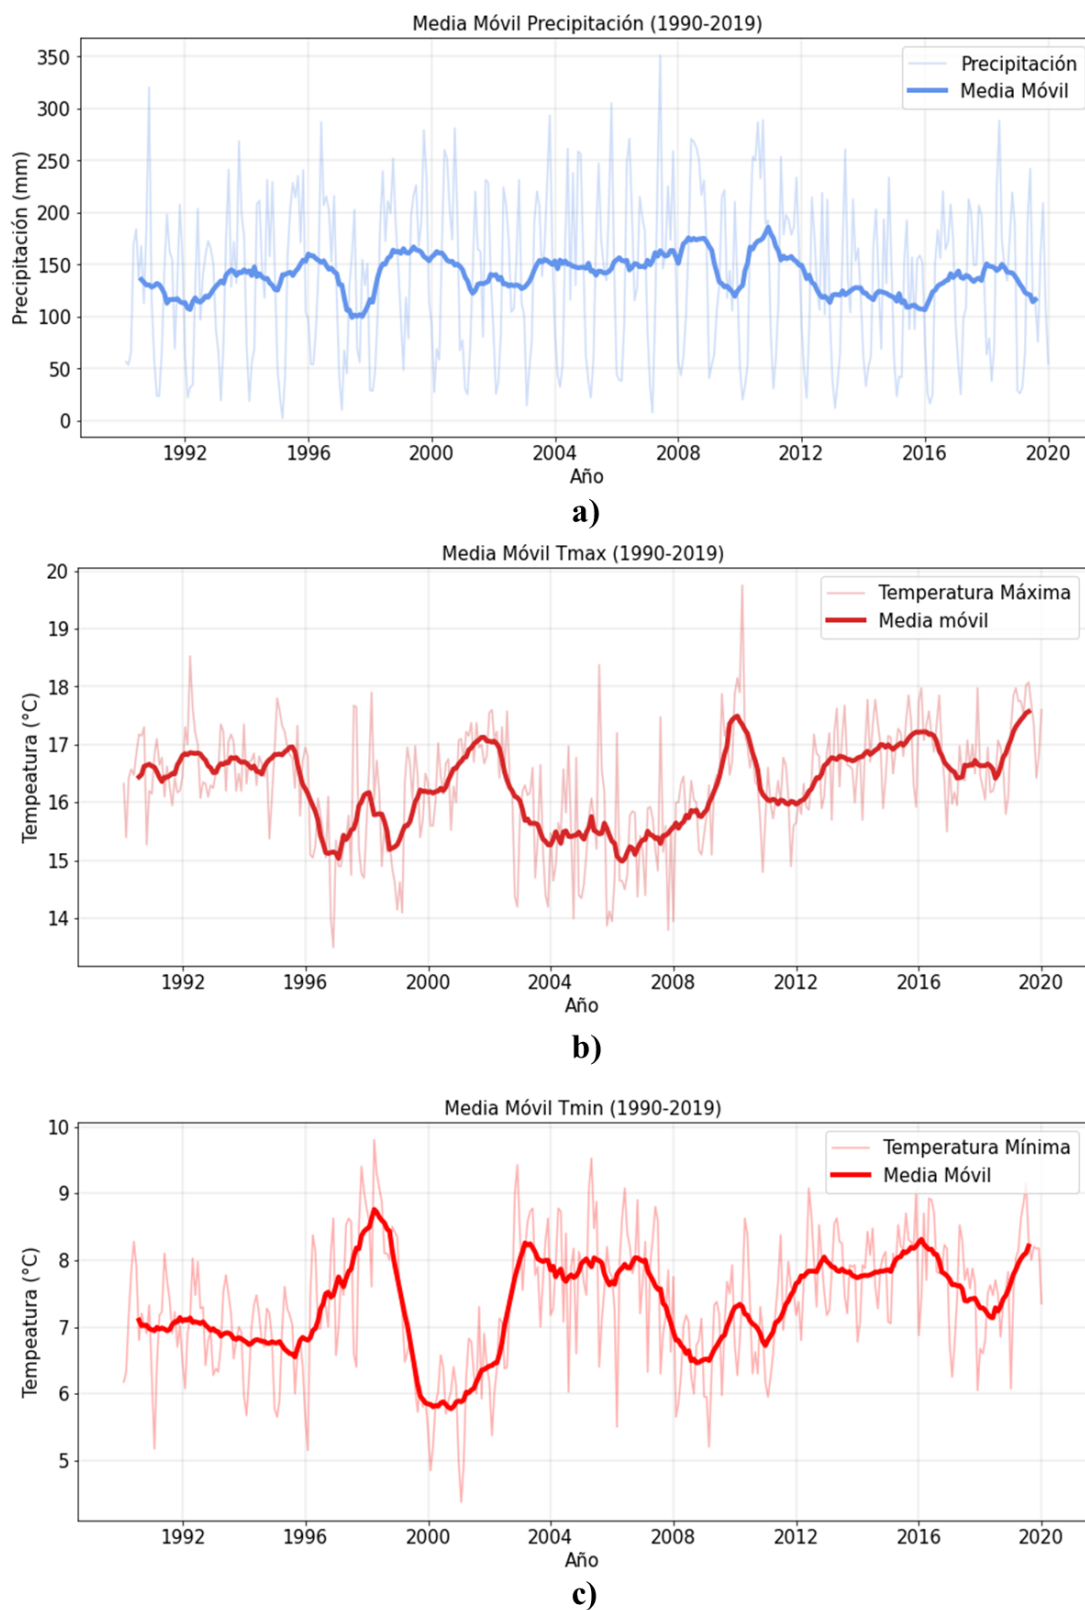 Media Móvil Precipitación (1990-2019)
Precipitación
Media Móvil
Precipitación (mm)
350
300
250
200
150
100
50
0
1992 1996 2000 2004 2008 2012 2016 2020
Año
a)
Media Móvil Tmax (1990-2019)
Temperatura Máxima
Media móvil
Tempeatura (°C)
20
19
18
17
16
15
14
1992 1996 2000 2004 2008 2012 2016 2020
Año
b)
Media Móvil Tmin (1990-2019)
Temperatura Mínima
Media Móvil
Tempeatura (°C)
10
9
8
7
6
5
1992 1996 2000 2004 2008 2012 2016 2020
Año
c)